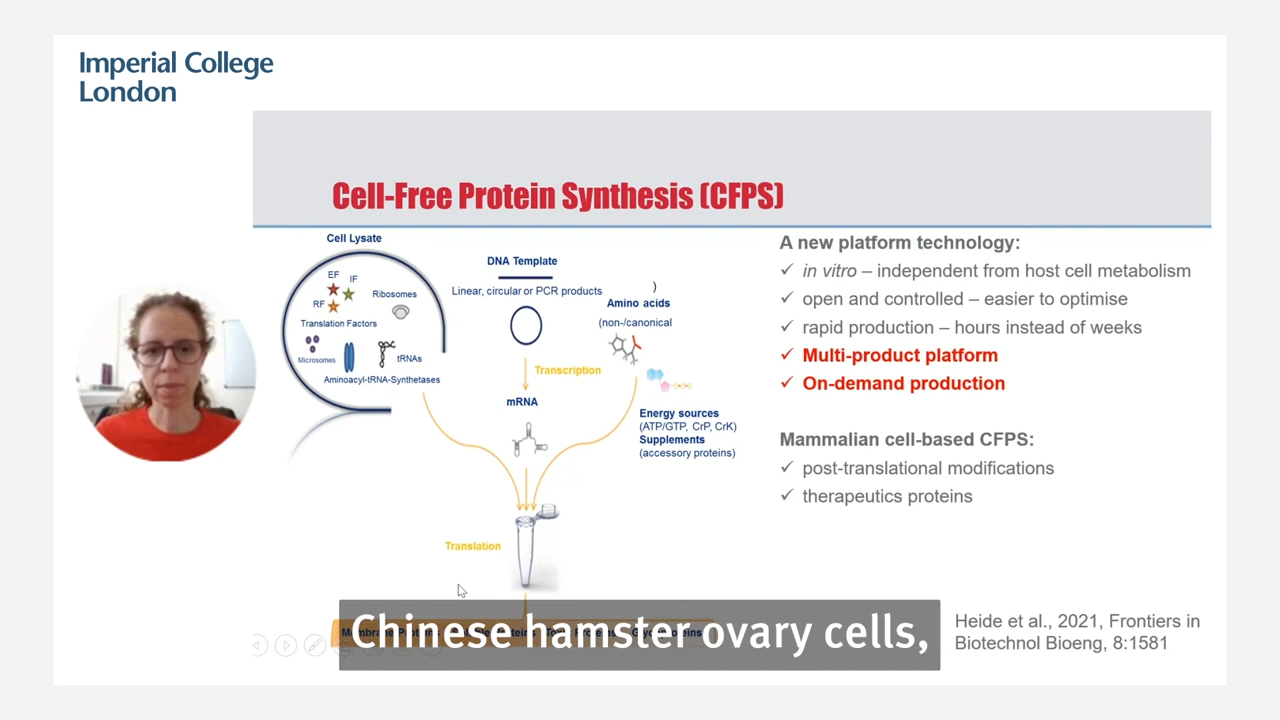 Imperial College
London
Cell-Free Protein Synthesis (CFPS)
Cell Lysate
EF
IF
RF
Ribosomes
Translation Factors
Microsomes
tRNAs
Aminoacyl-tRNA-Synthetases
DNA Template
Linear, circular or PCR products
)
Amino acids
(non-/canonical
Transcription
mRNA
Energy sources
(ATP/GTP, CrP, CrK)
Supplements
(accessory proteins)
Translation
A new platform technology:
✓ in vitro – independent from host cell metabolism
✓ open and controlled – easier to optimise
✓ rapid production – hours instead of weeks
✓ Multi-product platform
✓ On-demand production
Mammalian cell-based CFPS:
✓ post-translational modifications
✓ therapeutics proteins
Chinese hamster ovary cells,
Heide et al., 2021, Frontiers in
Biotechnol Bioeng, 8:1581